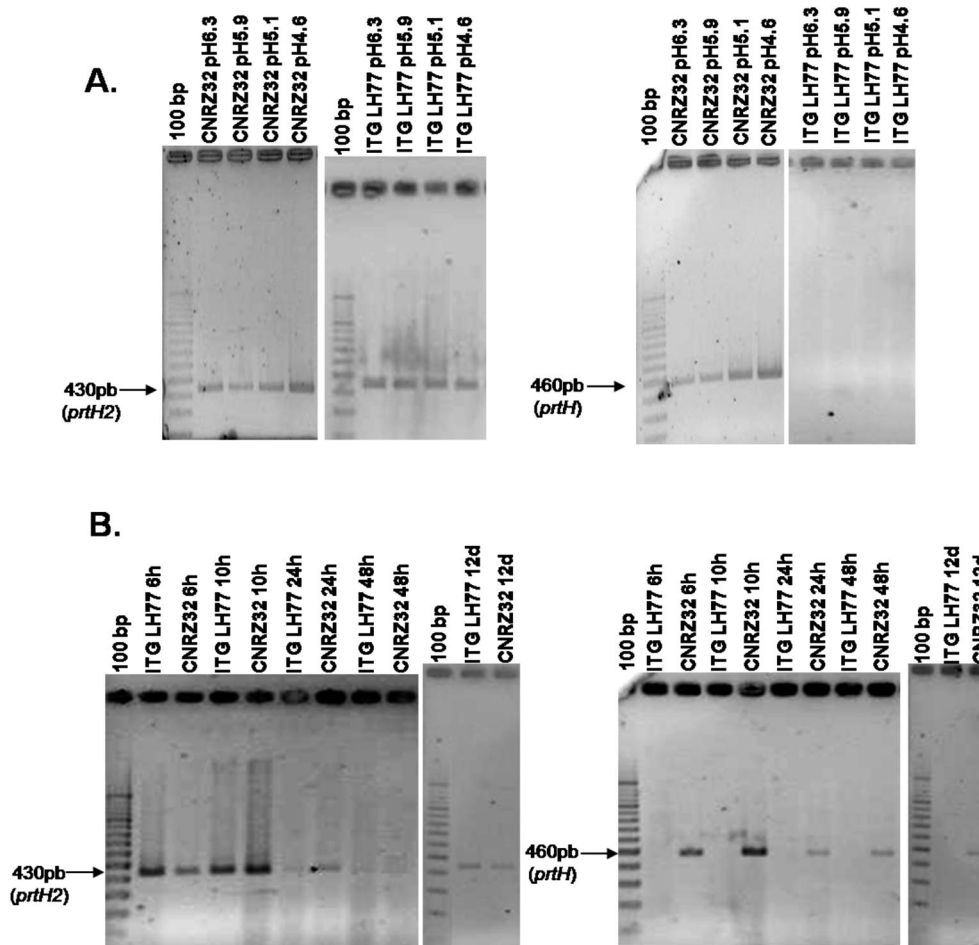 A.
100 bp
CNRZ32 pH6.3
CNRZ32 pH5.9
CNRZ32 pH5.1
CNRZ32 pH4.6
100 bp
ITG LH77 pH6.3
ITG LH77 pH5.9
ITG LH77 pH5.1
ITG LH77 pH4.6
430pb
(prtH2)
100 bp
CNRZ32 pH6.3
CNRZ32 pH5.9
CNRZ32 pH5.1
CNRZ32 pH4.6
ITG LH77 pH6.3
ITG LH77 pH5.9
ITG LH77 pH5.1
ITG LH77 pH4.6
460pb
(prtH)
B.
100 bp
ITG LH77 6h
CNRZ32 6h
ITG LH77 10h
CNRZ32 10h
ITG LH77 24h
CNRZ32 24h
ITG LH77 48h
CNRZ32 48h
100 bp
ITG LH77 12d
CNRZ32 12d
430pb
(prtH2)
100 bp
ITG LH77 6h
CNRZ32 6h
ITG LH77 10h
CNRZ32 10h
ITG LH77 24h
CNRZ32 24h
ITG LH77 48h
CNRZ32 48h
100 bp
ITG LH77 12d
CNRZ32 12d
460pb
(prtH)